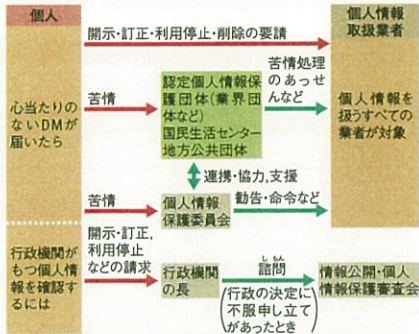 個人
個人情報
取扱業者
開示・訂正・利用停止・削除の要請
心当たりの
ないDMが
届いたら
苦情
認定個人情報保
護団体(業界団
体など)
国民生活センター
地方公共団体
苦情処理
のあっせ
んなど
個人情報を
扱うすべての
業者が対象
連携・協力,支援
苦情
個人情報
保護委員会
勧告・命令など
行政機関が
もつ個人情
報を確認す
るには
開示・訂正,
利用停止
などの請求
行政機関
の長
しもん
諮問
(行政の決定に
不服申し立て
があったとき)
情報公開・個人
情報保護審査会